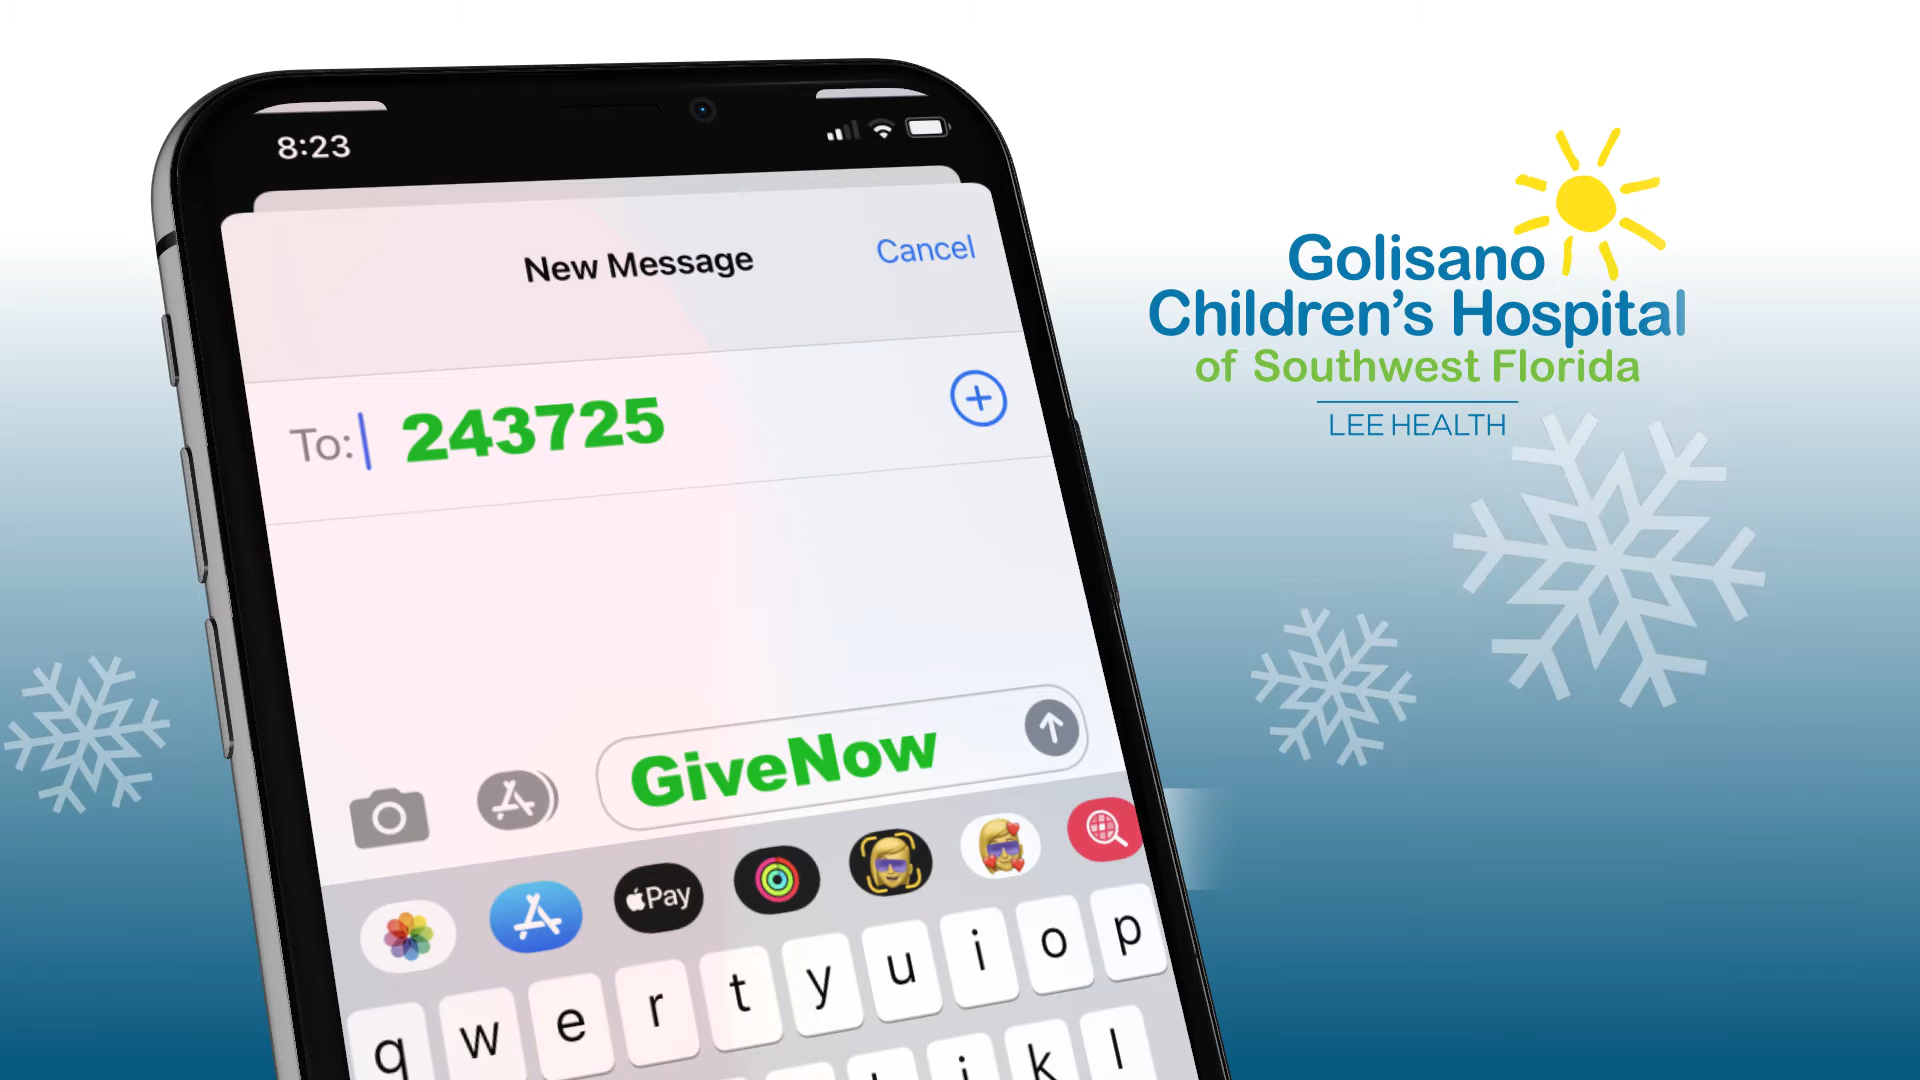 8:23
New Message
Cancel
To: 243725
GiveNow
Pay
q w e r t y u i o p
k l
Golisano
Children's Hospital
of Southwest Florida
LEE HEALTH